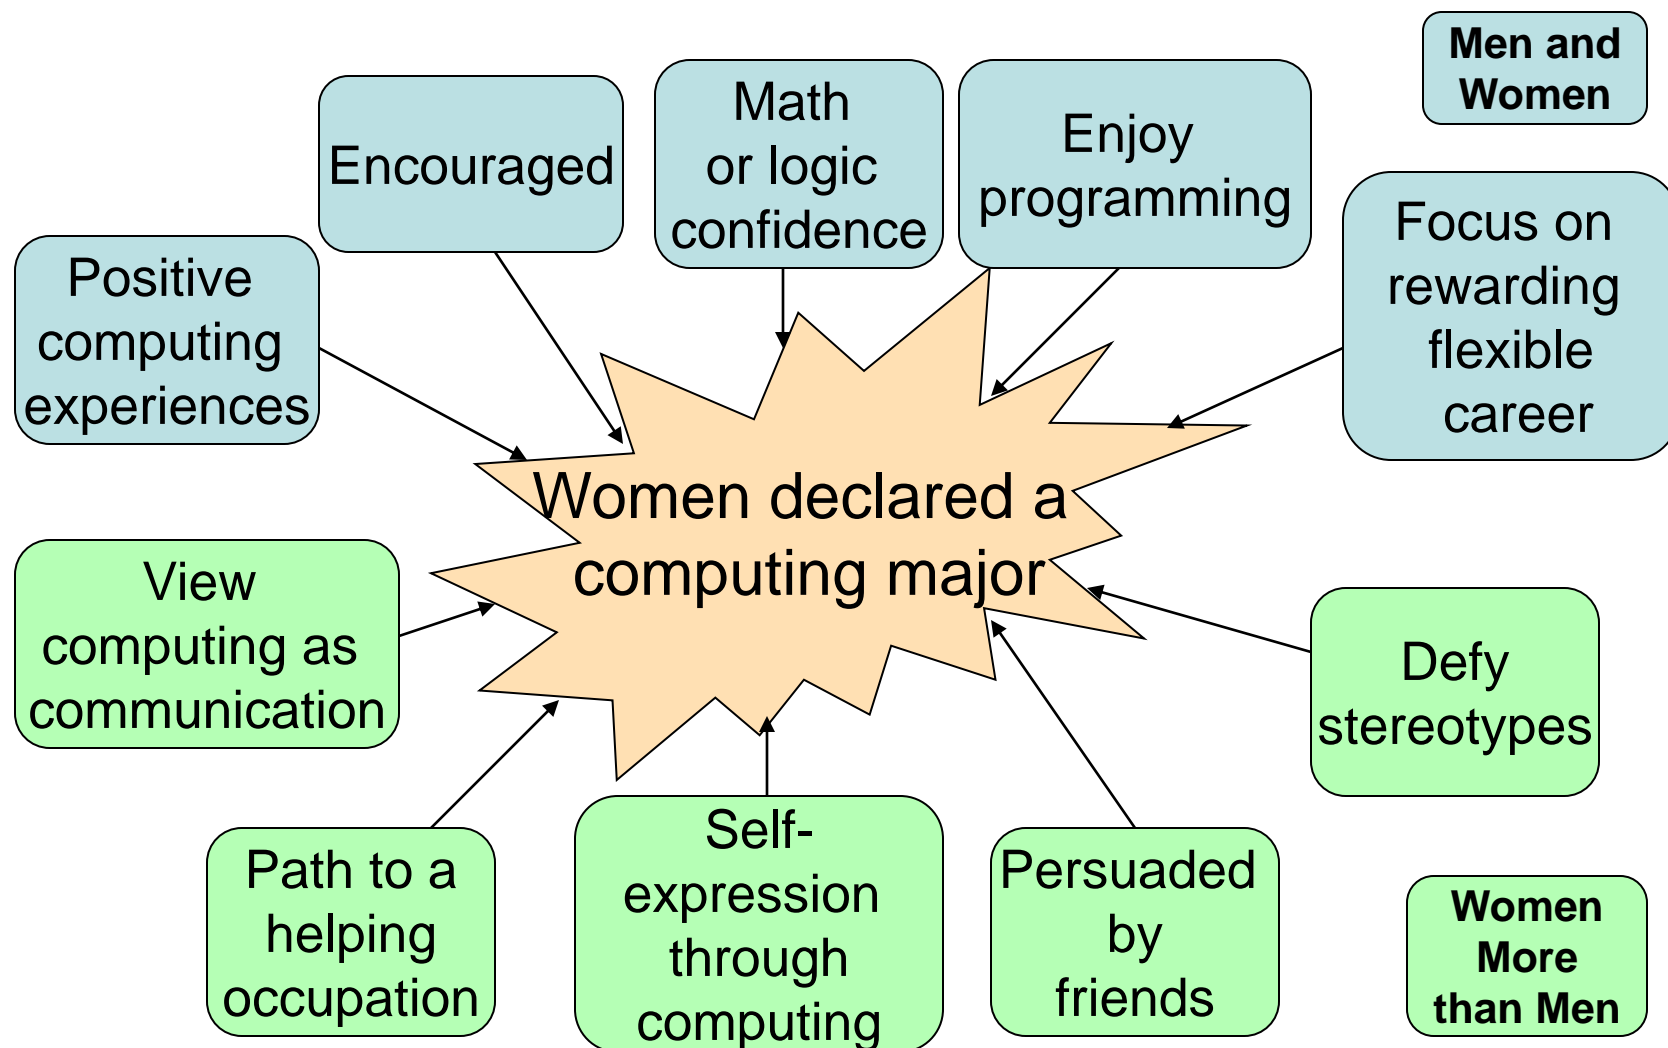 Men and
Women
Encouraged
Math
or logic
confidence
Enjoy
programming
Focus on
rewarding
flexible
career
Positive
computing
experiences
Women declared a
computing major
View
computing as
communication
Defy
stereotypes
Path to a
helping
occupation
Self-
expression
through
computing
Persuaded
by
friends
Women
More
than Men